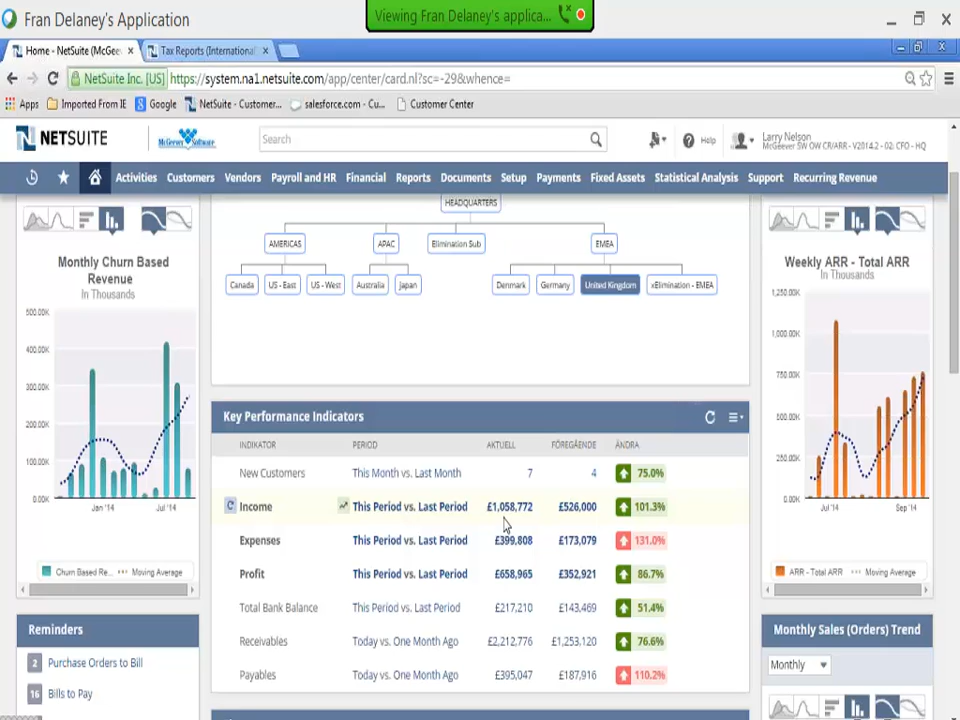 Fran Delaney's Application
Viewing Fran Delaney's applica...
Home - NetSuite (McGee
Tax Reports (International
NetSuite Inc. [US]
https://system.na1.netsuite.com/app/center/card.nl?sc=-29&whence=
Apps
Imported From IE
Google
NetSuite - Customer...
salesforce.com - Cu...
Customer Center
NETSUITE
McGeever Software
Search
Help
Larry Nelson
McGeever SW OW CR/ARR - V2014.2 - 02: CFO - HQ
Activities
Customers
Vendors
Payroll and HR
Financial
Reports
Documents
Setup
Payments
Fixed Assets
Statistical Analysis
Support
Recurring Revenue
HEADQUARTERS
AMERICAS
APAC
Elimination Sub
EMEA
Canada
US - East
US - West
Australia
Japan
Denmark
Germany
United Kingdom
xElimination - EMEA
Monthly Churn Based
Revenue
In Thousands
500.00K
400.00K
300.00K
200.00K
100.00K
0.00K
Jan '14
Jul '14
Churn Based Re...
Moving Average
Key Performance Indicators
INDIKATOR PERIOD AKTUELL FÖREGÅENDE ÄNDRA
New Customers This Month vs. Last Month 7 4 75.0%
Income This Period vs. Last Period £1,058,772 £526,000 101.3%
Expenses This Period vs. Last Period £399,808 £173,079 131.0%
Profit This Period vs. Last Period £658,965 £352,921 86.7%
Total Bank Balance This Period vs. Last Period £217,210 £143,469 51.4%
Receivables Today vs. One Month Ago £2,212,776 £1,253,120 76.6%
Payables Today vs. One Month Ago £395,047 £187,916 110.2%
Weekly ARR - Total ARR
In Thousands
1,250.00K
1,000.00K
750.00K
500.00K
250.00K
0.00K
Jul '14
Sep '14
ARR - Total ARR
Moving Average
Reminders
2 Purchase Orders to Bill
16 Bills to Pay
Monthly Sales (Orders) Trend
Monthly